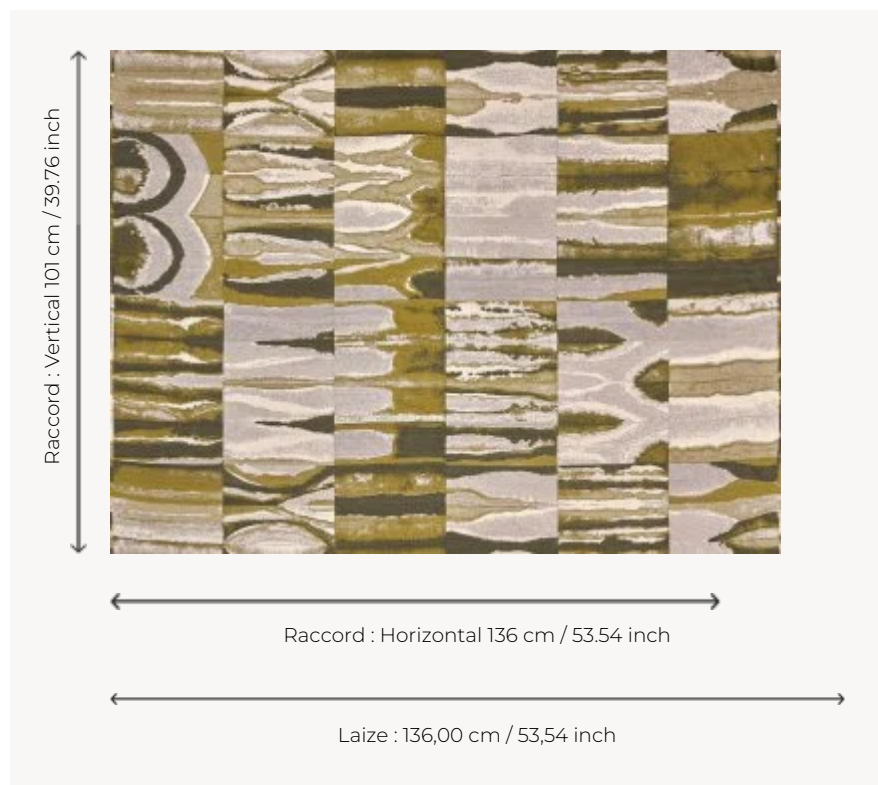 Raccord : Vertical 101 cm / 39.76 inch
Raccord : Horizontal 136 cm / 53.54 inch
Laize : 136,00 cm / 53,54 inch